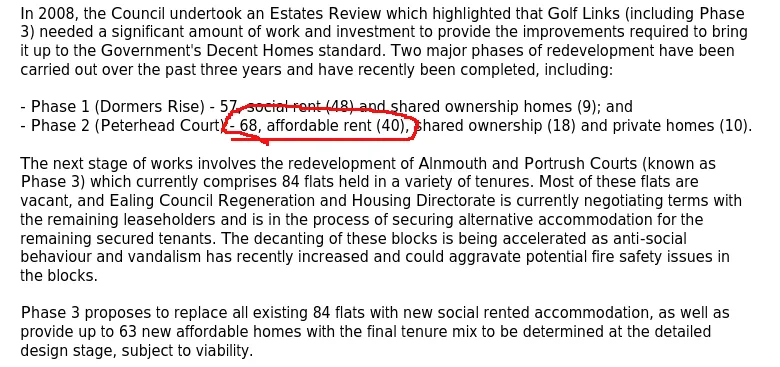 In 2008, the Council undertook an Estates Review which highlighted that Golf Links (including Phase
3) needed a significant amount of work and investment to provide the improvements required to bring
it up to the Government's Decent Homes standard. Two major phases of redevelopment have been
carried out over the past three years and have recently been completed, including:
- Phase 1 (Dormers Rise) - 57, social rent (48) and shared ownership homes (9); and
- Phase 2 (Peterhead Court) - 68, affordable rent (40), shared ownership (18) and private homes (10).
The next stage of works involves the redevelopment of Alnmouth and Portrush Courts (known as
Phase 3) which currently comprises 84 flats held in a variety of tenures. Most of these flats are
vacant, and Ealing Council Regeneration and Housing Directorate is currently negotiating terms with
the remaining leaseholders and is in the process of securing alternative accommodation for the
remaining secured tenants. The decanting of these blocks is being accelerated as anti-social
behaviour and vandalism has recently increased and could aggravate potential fire safety issues in
the blocks.
Phase 3 proposes to replace all existing 84 flats with new social rented accommodation, as well as
provide up to 63 new affordable homes with the final tenure mix to be determined at the detailed
design stage, subject to viability.